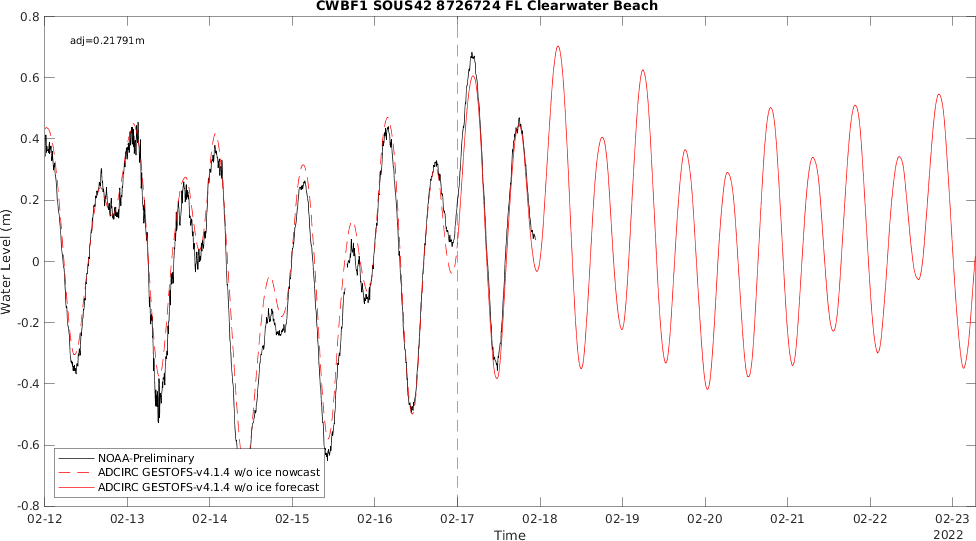 CWBF1 SOUS42 8726724 FL Clearwater Beach
adj=0.21791m
Water Level (m)
0.8
0.6
0.4
0.2
0
-0.2
-0.4
-0.6
-0.8
NOAA-Preliminary
ADCIRC GESTOFS-v4.1.4 w/o ice nowcast
ADCIRC GESTOFS-v4.1.4 w/o ice forecast
02-12 02-13 02-14 02-15 02-16 02-17 02-18 02-19 02-20 02-21 02-22 02-23
2022
Time